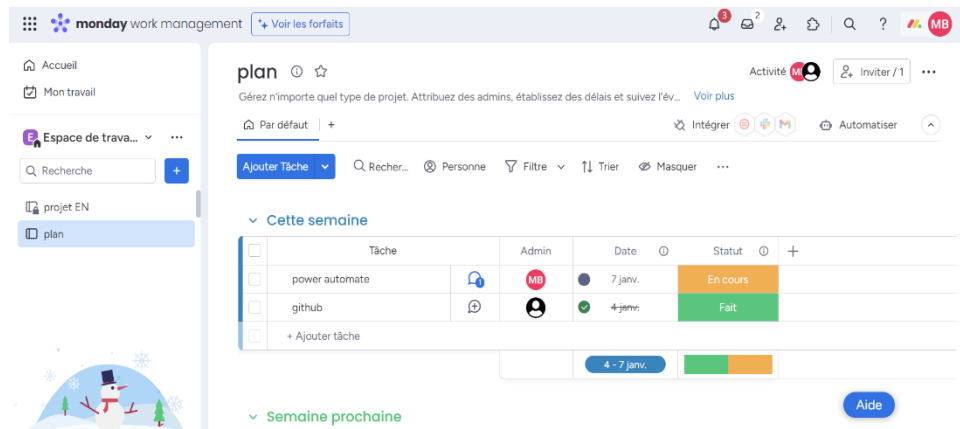 monday work management Voir les forfaits 3 2 ? MB
Accueil
Mon travail
E Espace de trava... ...
Recherche +
projet EN
plan
plan Activité MB Inviter / 1 ...
Gérez n'importe quel type de projet. Attribuez des admins, établissez des délais et suivez l'év... Voir plus
Par défaut + Intégrer Automatiser
Ajouter Tâche Recher... Personne Filtre Trier Masquer ...
Cette semaine
Tâche Admin Date Statut +
power automate 1 MB 7 janv. En cours
github 4 janv. Fait
+ Ajouter tâche
4 - 7 janv.
Semaine prochaine
Aide